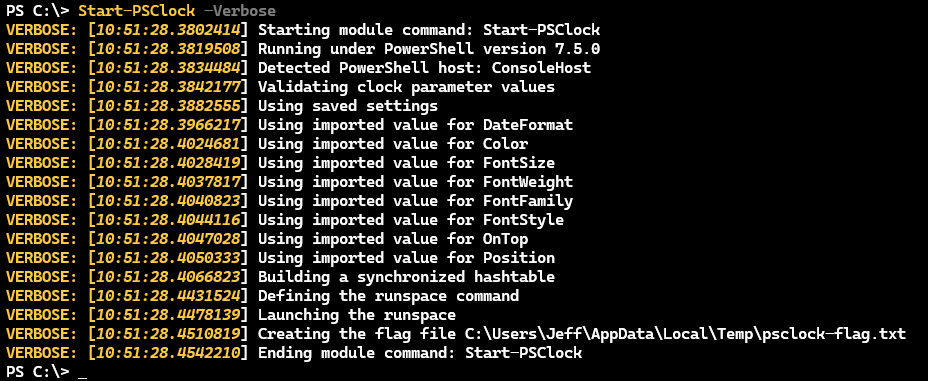 PS C:\> Start-PSClock -Verbose
VERBOSE: [10:51:28.3802414] Starting module command: Start-PSClock
VERBOSE: [10:51:28.3819508] Running under PowerShell version 7.5.0
VERBOSE: [10:51:28.3834484] Detected PowerShell host: ConsoleHost
VERBOSE: [10:51:28.3842177] Validating clock parameter values
VERBOSE: [10:51:28.3882555] Using saved settings
VERBOSE: [10:51:28.3966217] Using imported value for DateFormat
VERBOSE: [10:51:28.4024681] Using imported value for Color
VERBOSE: [10:51:28.4028419] Using imported value for FontSize
VERBOSE: [10:51:28.4037817] Using imported value for FontWeight
VERBOSE: [10:51:28.4040823] Using imported value for FontFamily
VERBOSE: [10:51:28.4044116] Using imported value for FontStyle
VERBOSE: [10:51:28.4047028] Using imported value for OnTop
VERBOSE: [10:51:28.4050333] Using imported value for Position
VERBOSE: [10:51:28.4066823] Building a synchronized hashtable
VERBOSE: [10:51:28.4431524] Defining the runspace command
VERBOSE: [10:51:28.4478139] Launching the runspace
VERBOSE: [10:51:28.4510819] Creating the flag file C:\Users\Jeff\AppData\Local\Temp\psclock-flag.txt
VERBOSE: [10:51:28.4542210] Ending module command: Start-PSClock
PS C:\> _